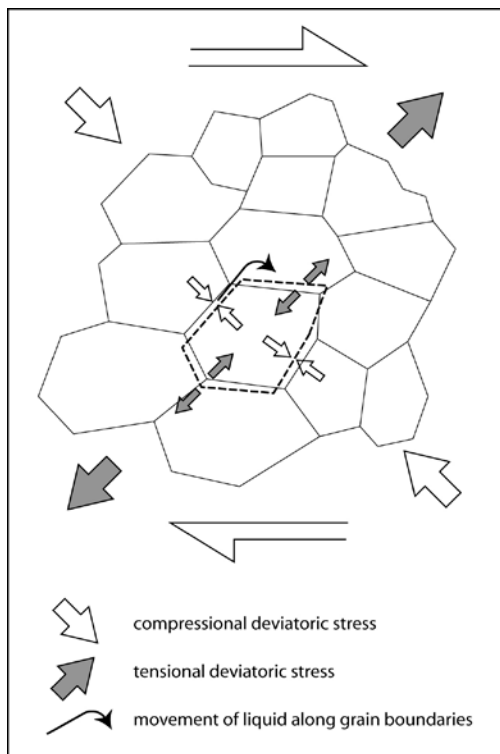 compressional deviatoric stress
tensional deviatoric stress
movement of liquid along grain boundaries